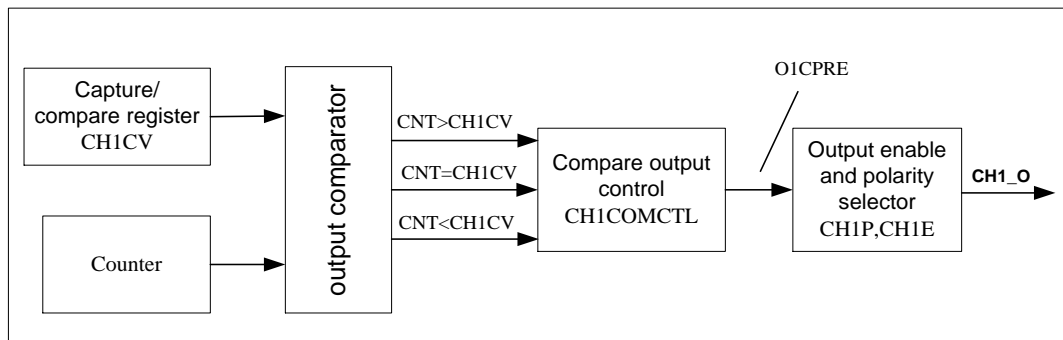 Capture/
compare register
CH1CV
Counter
output comparator
CNT>CH1CV
CNT=CH1CV
CNT<CH1CV
Compare output
control
CH1COMCTL
O1CPRE
Output enable
and polarity
selector
CH1P,CH1E
CH1_O